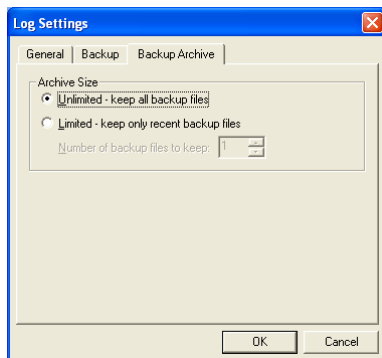 Log Settings
General Backup Backup Archive
Archive Size
Unlimited - keep all backup files
Limited - keep only recent backup files
Number of backup files to keep: 1
OK Cancel